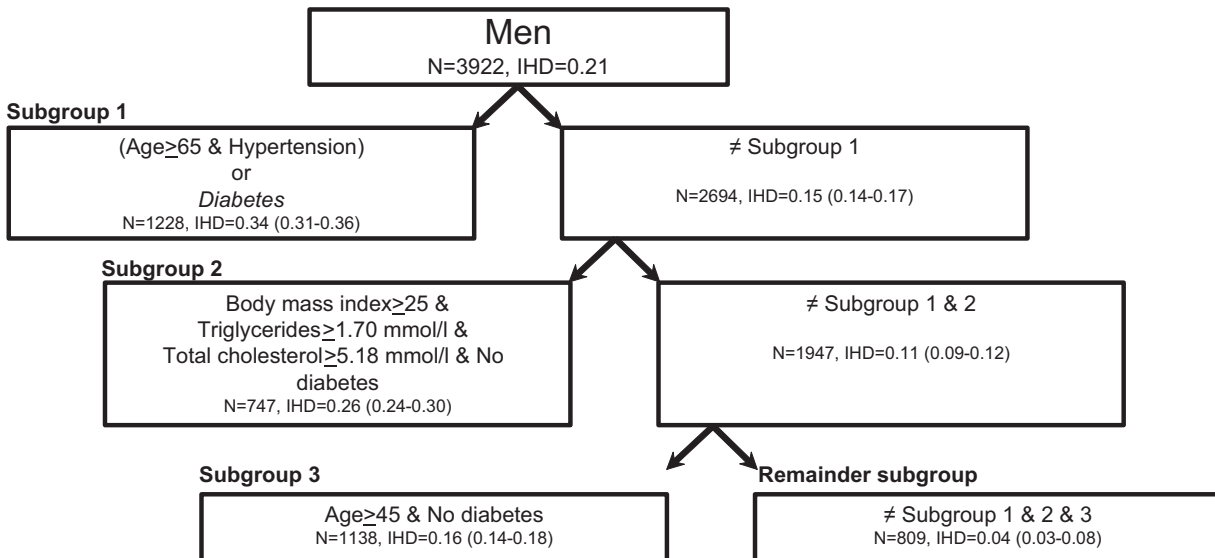 Men
N=3922, IHD=0.21
Subgroup 1
(Age≥65 & Hypertension)
or
Diabetes
N=1228, IHD=0.34 (0.31-0.36)
≠ Subgroup 1
N=2694, IHD=0.15 (0.14-0.17)
Subgroup 2
Body mass index≥25 &
Triglycerides≥1.70 mmol/l &
Total cholesterol≥5.18 mmol/l & No
diabetes
N=747, IHD=0.26 (0.24-0.30)
≠ Subgroup 1 & 2
N=1947, IHD=0.11 (0.09-0.12)
Subgroup 3
Age≥45 & No diabetes
N=1138, IHD=0.16 (0.14-0.18)
Remainder subgroup
≠ Subgroup 1 & 2 & 3
N=809, IHD=0.04 (0.03-0.08)